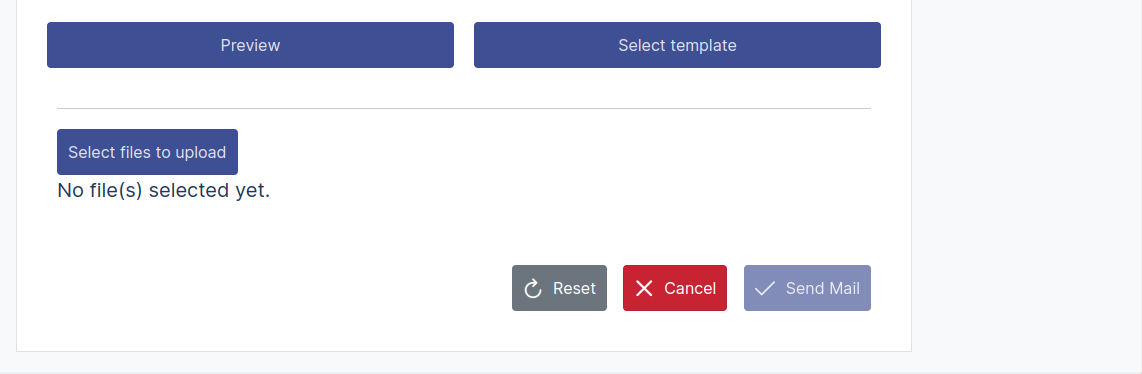 Preview
Select template
Select files to upload
No file(s) selected yet.
Reset
Cancel
Send Mail